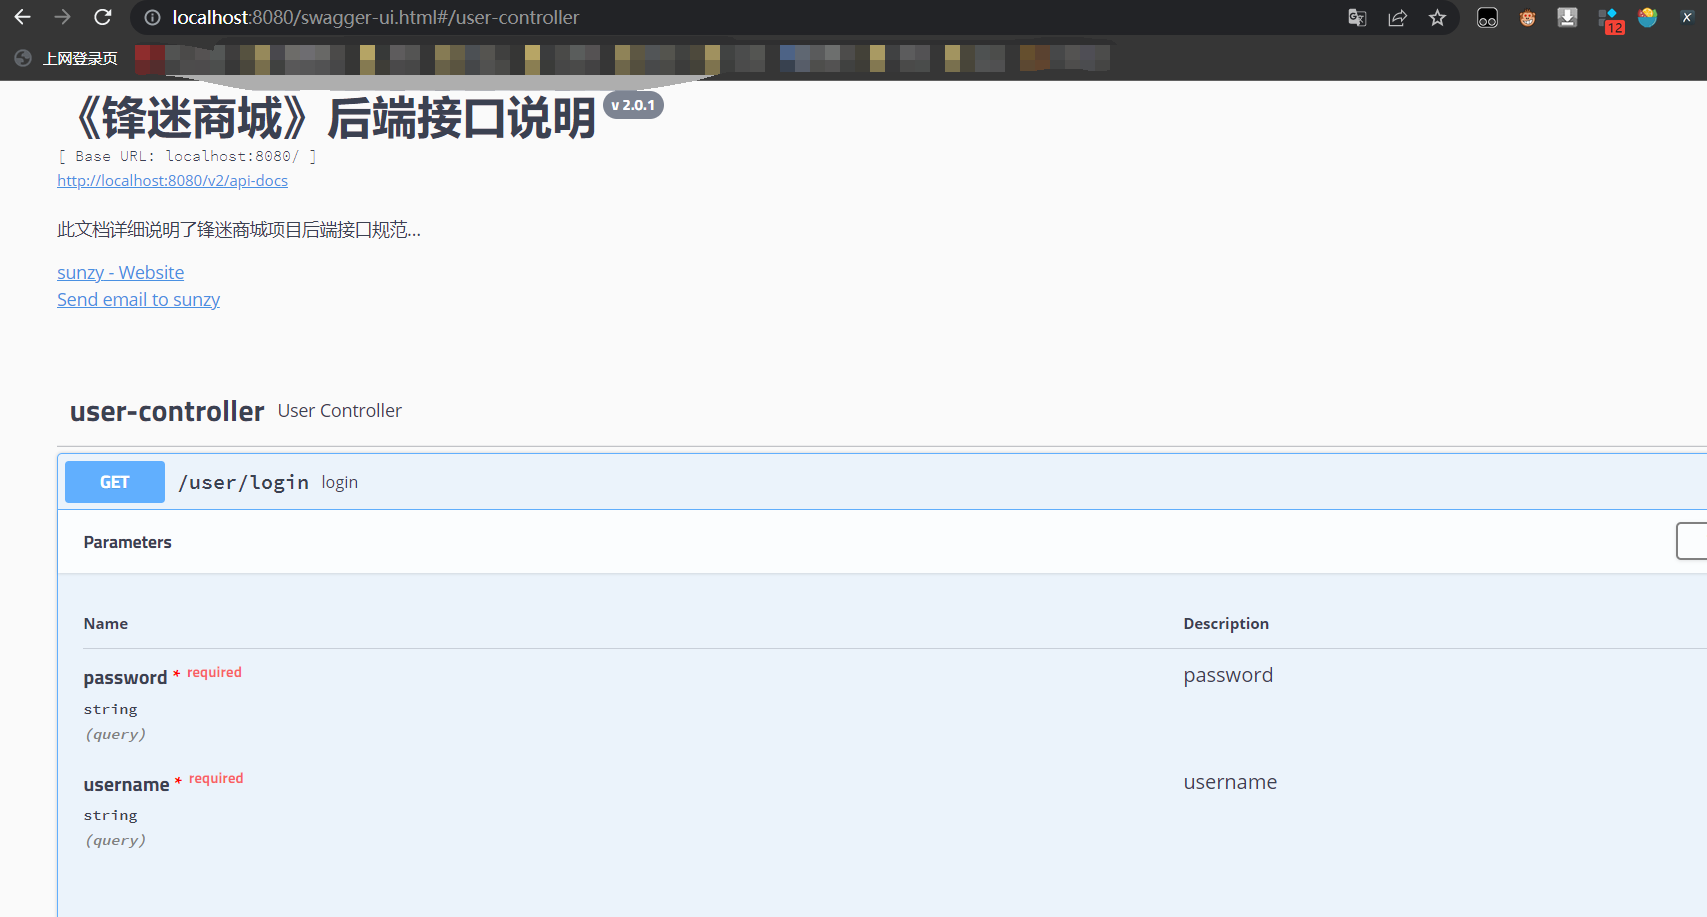 localhost:8080/swagger-ui.html#/user-controller
12
上网登录页
《锋迷商城》后端接口说明 v 2.0.1
[ Base URL: localhost:8080/ ]
http://localhost:8080/v2/api-docs
此文档详细说明了锋迷商城项目后端接口规范...
sunzy - Website
Send email to sunzy
user-controller User Controller
GET /user/login login
Parameters
Name Description
password * required password
string
(query)
username * required username
string
(query)